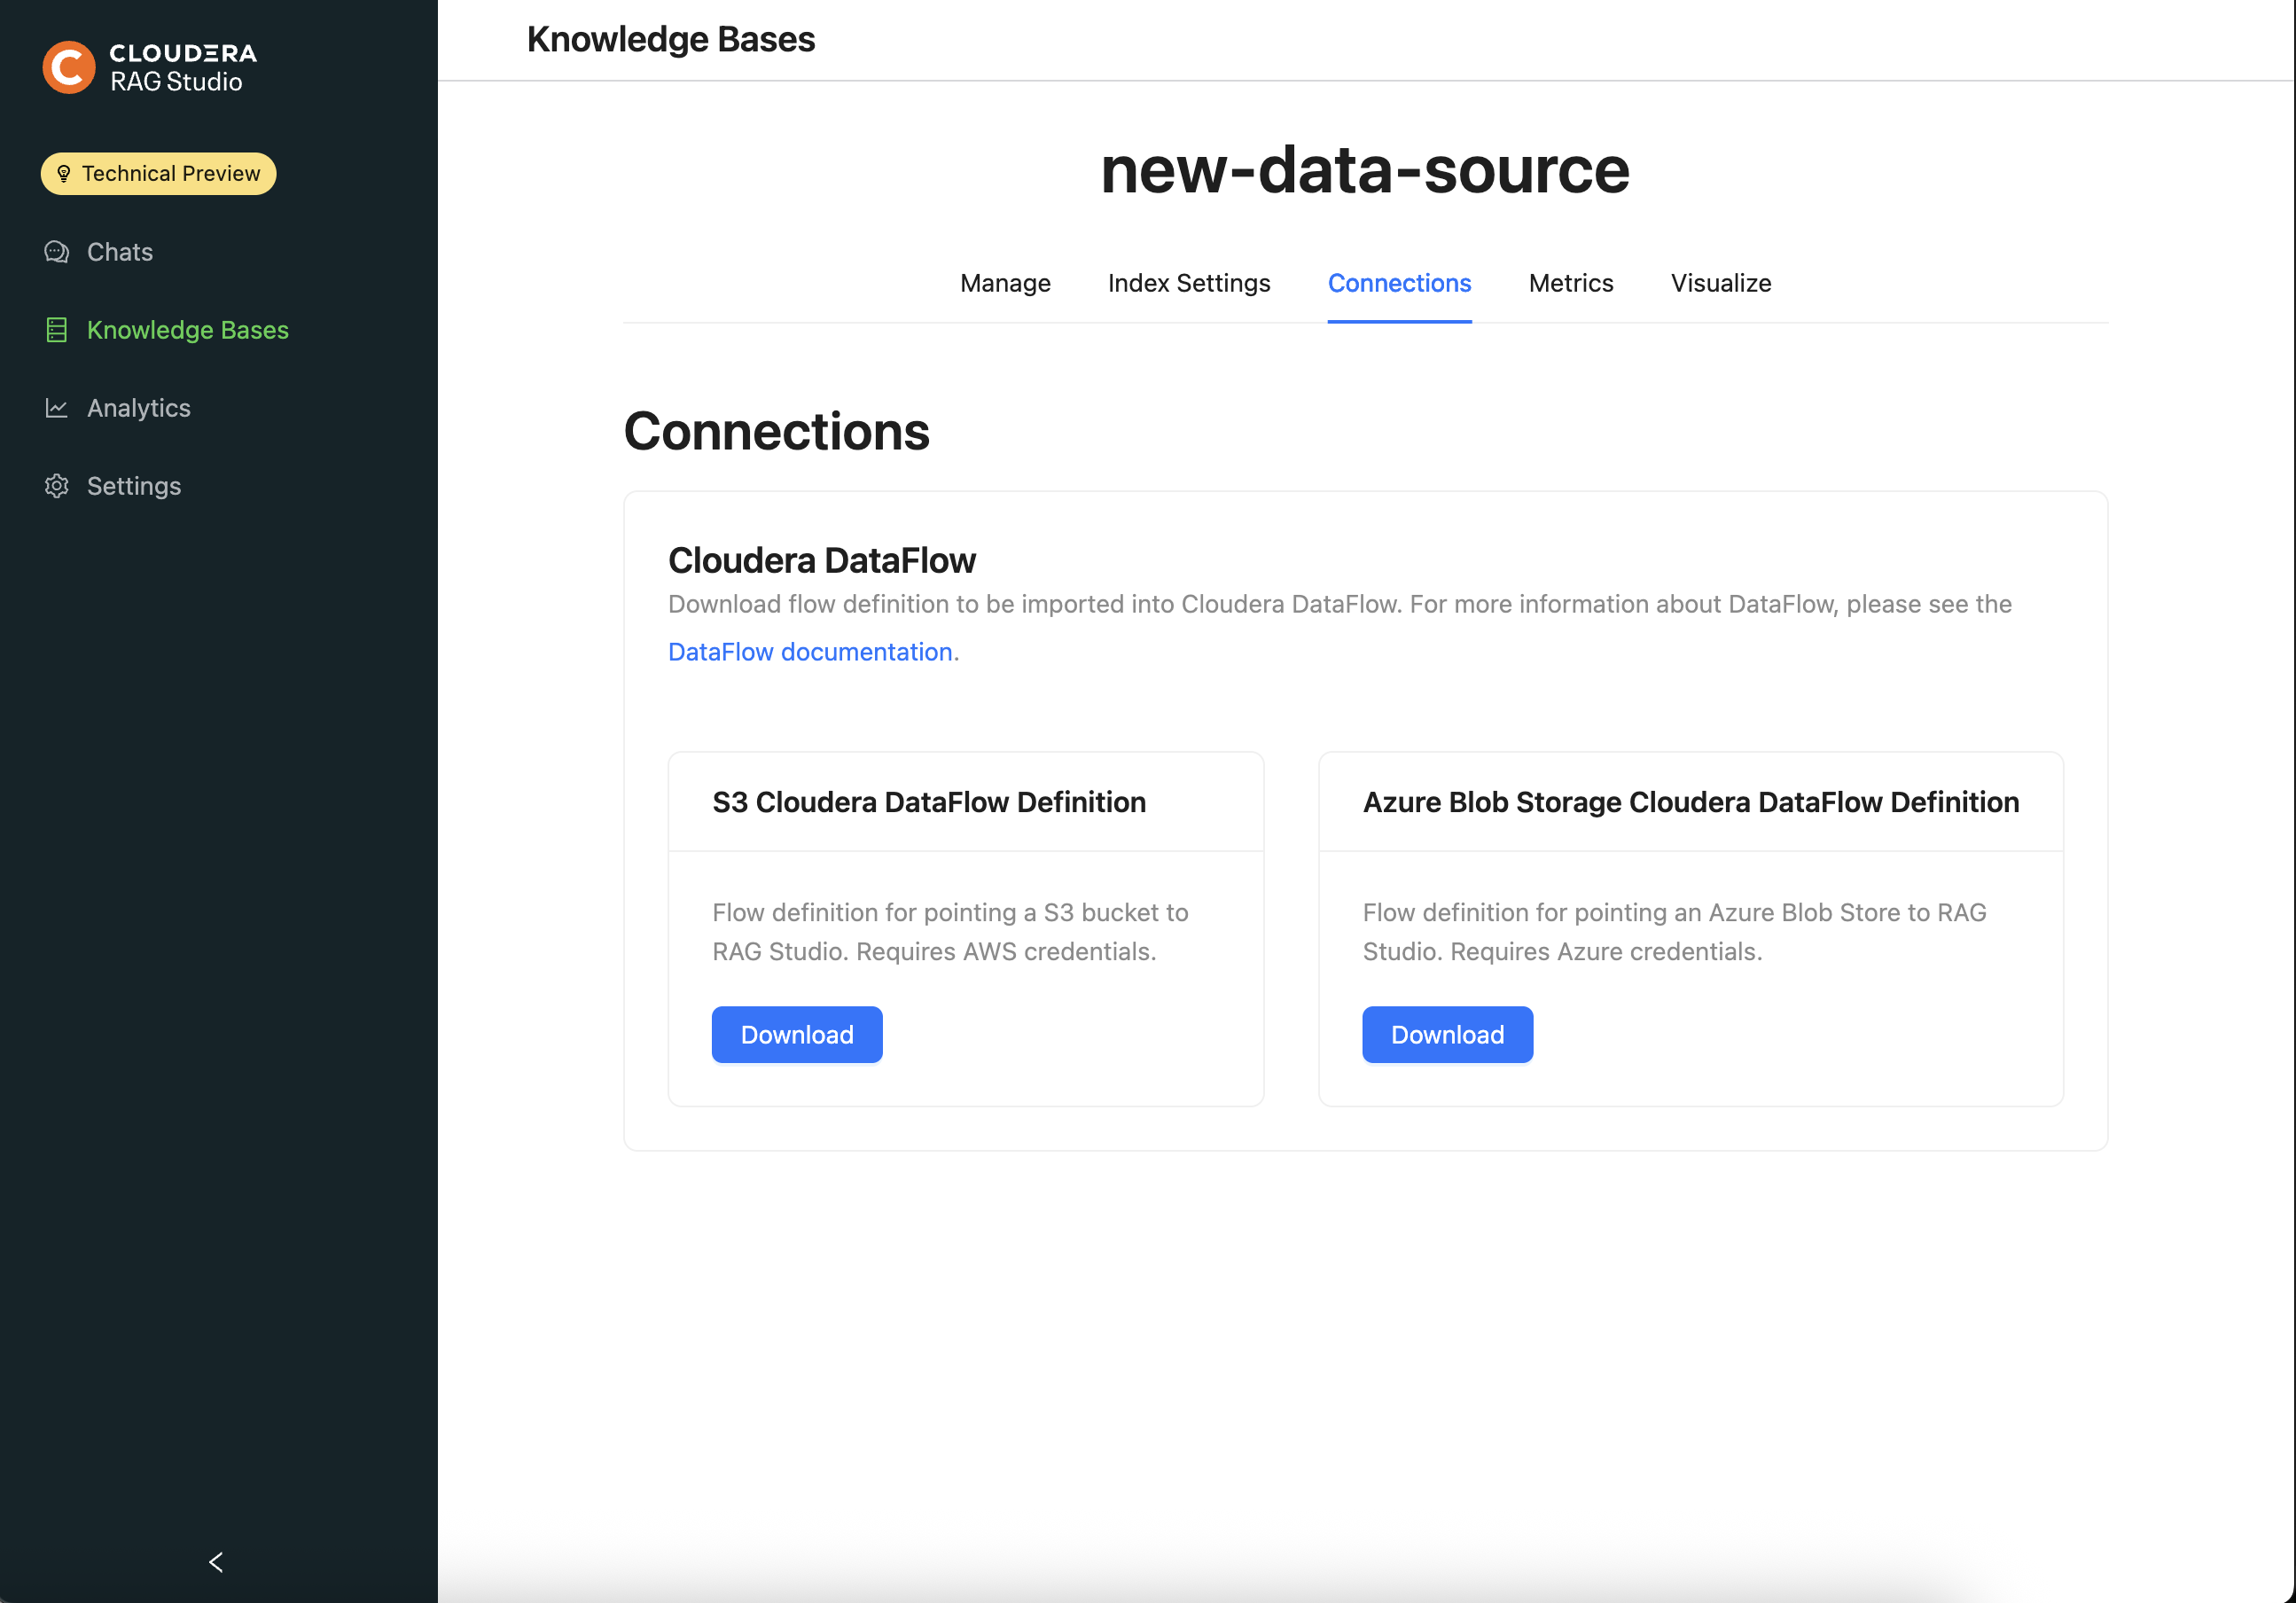 CLOUDERA
RAG Studio
Technical Preview
Chats
Knowledge Bases
Analytics
Settings
Knowledge Bases
new-data-source
Manage
Index Settings
Connections
Metrics
Visualize
Connections
Cloudera DataFlow
Download flow definition to be imported into Cloudera DataFlow. For more information about DataFlow, please see the
DataFlow documentation.
S3 Cloudera DataFlow Definition
Flow definition for pointing a S3 bucket to
RAG Studio. Requires AWS credentials.
Download
Azure Blob Storage Cloudera DataFlow Definition
Flow definition for pointing an Azure Blob Store to RAG
Studio. Requires Azure credentials.
Download